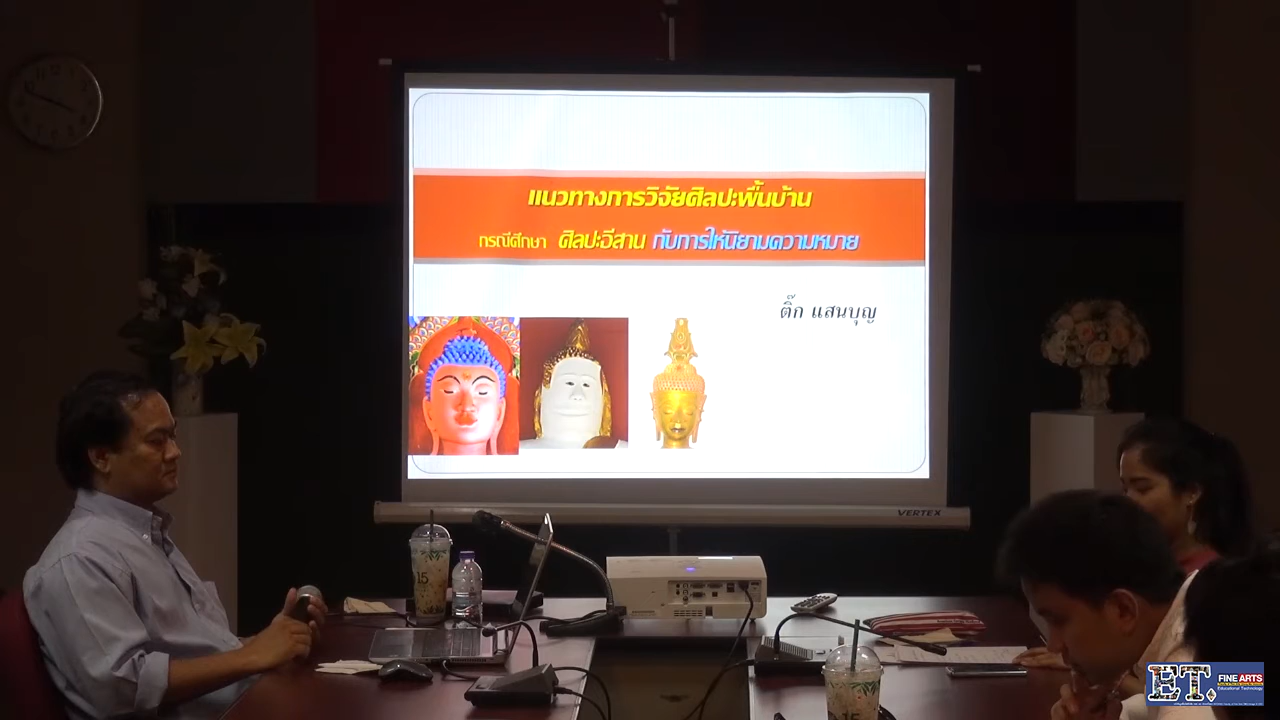 แนวทางการวิจัยศิลปะพื้นบ้าน
กรณีศึกษา ศิลปะอีสาน กับการให้นิยามความหมาย
ติ๊ก แสนบุญ
VERTEX
15
15
ET.
FINE ARTS
Educational Technology